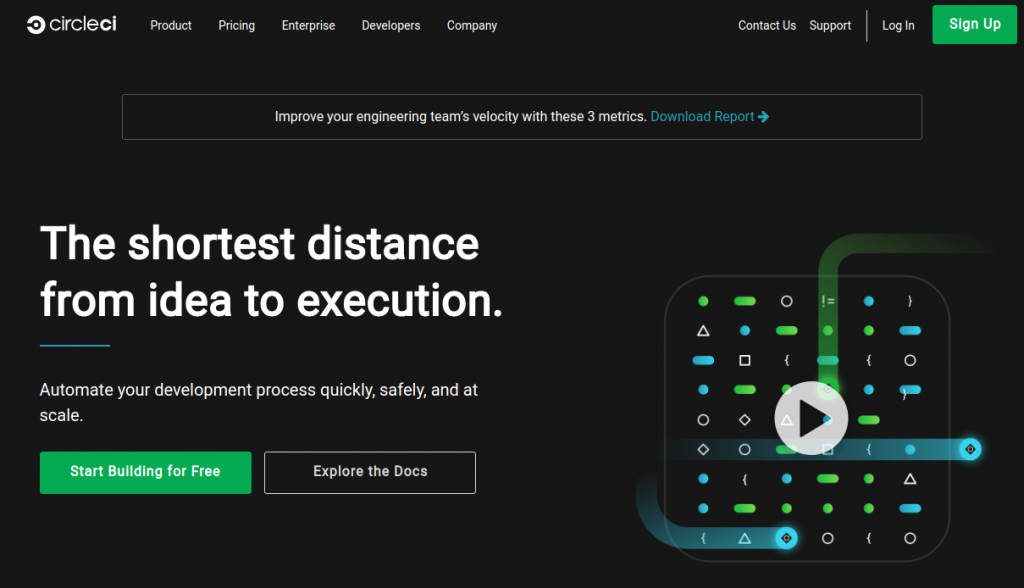 circleci
Product Pricing Enterprise Developers Company
Contact Us Support Log In Sign Up
Improve your engineering team’s velocity with these 3 metrics. Download Report
The shortest distance
from idea to execution.
Automate your development process quickly, safely, and at
scale.
Start Building for Free
Explore the Docs
!= }
{ {
}
{
{
{ {